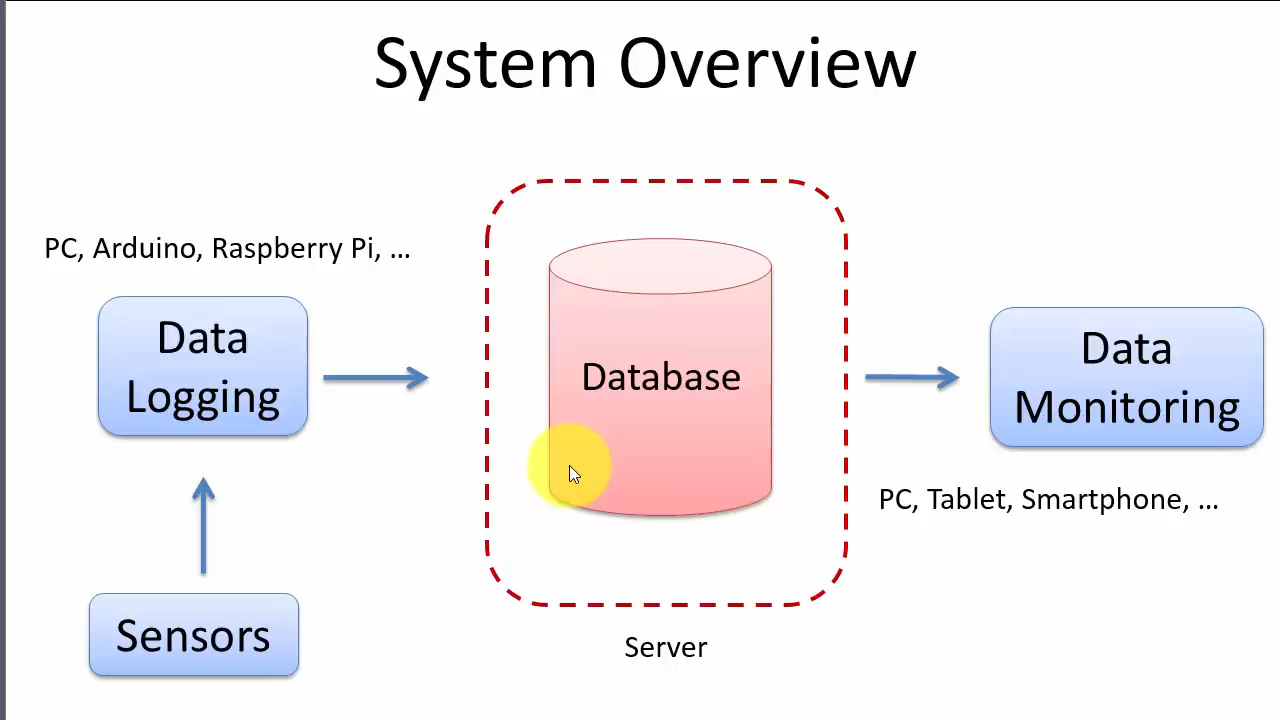 System Overview
PC, Arduino, Raspberry Pi, ...
Data
Logging
Sensors
Database
Server
Data
Monitoring
PC, Tablet, Smartphone, ...